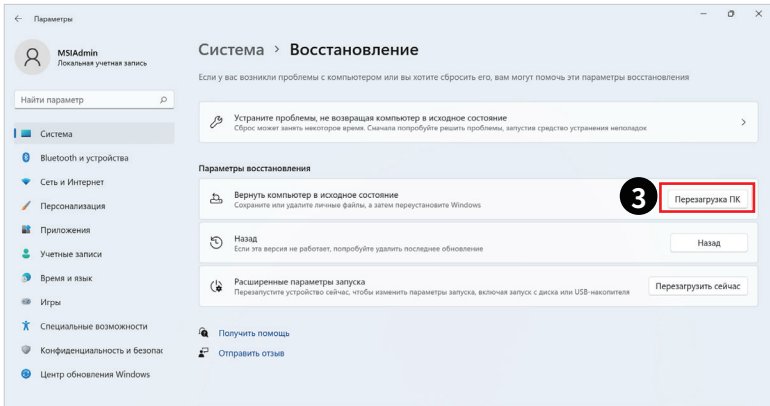 Параметры
MSIAdmin
Локальная учетная запись
Найти параметр
Система
Bluetooth и устройства
Сеть и Интернет
Персонализация
Приложения
Учетные записи
Время и язык
Игры
Специальные возможности
Конфиденциальность и безопас
Центр обновления Windows
Система > Восстановление
Если у вас возникли проблемы с компьютером или вы хотите сбросить его, вам могут помочь эти параметры восстановления
Устраните проблемы, не возвращая компьютер в исходное состояние
Сброс может занять некоторое время. Сначала попробуйте решить проблемы, запустив средство устранения неполадок
Параметры восстановления
Вернуть компьютер в исходное состояние
Сохраните или удалите личные файлы, а затем переустановите Windows
3
Перезагрузка ПК
Назад
Если эта версия не работает, попробуйте удалить последнее обновление
Назад
Расширенные параметры запуска
Перезапустите устройство сейчас, чтобы изменить параметры запуска, включая запуск с диска или USB-накопителя
Перезагрузить сейчас
Получить помощь
Отправить отзыв